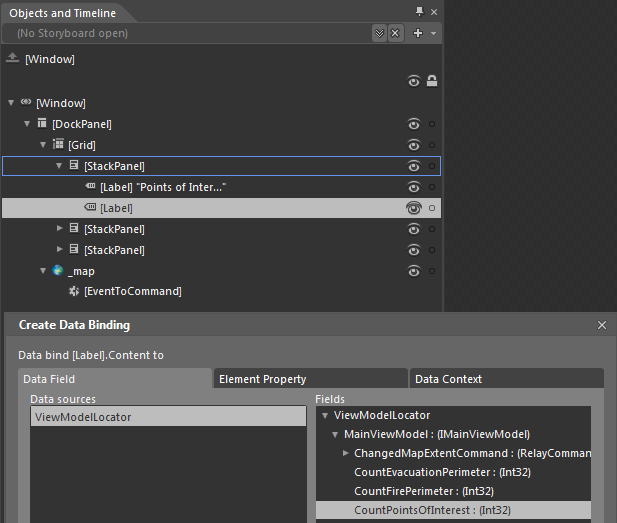 Objects and Timeline
(No Storyboard open)
[Window]
[Window]
[DockPanel]
[Grid]
[StackPanel]
[Label] "Points of Inter..."
[Label]
[StackPanel]
[StackPanel]
_map
[EventToCommand]
Create Data Binding
Data bind [Label].Content to
Data Field
Element Property
Data Context
Data sources
ViewModelLocator
Fields
ViewModelLocator
MainViewModel : (IMainViewModel)
ChangedMapExtentCommand : (RelayComman
CountEvacuationPerimeter : (Int32)
CountFirePerimeter : (Int32)
CountPointsOfInterest : (Int32)